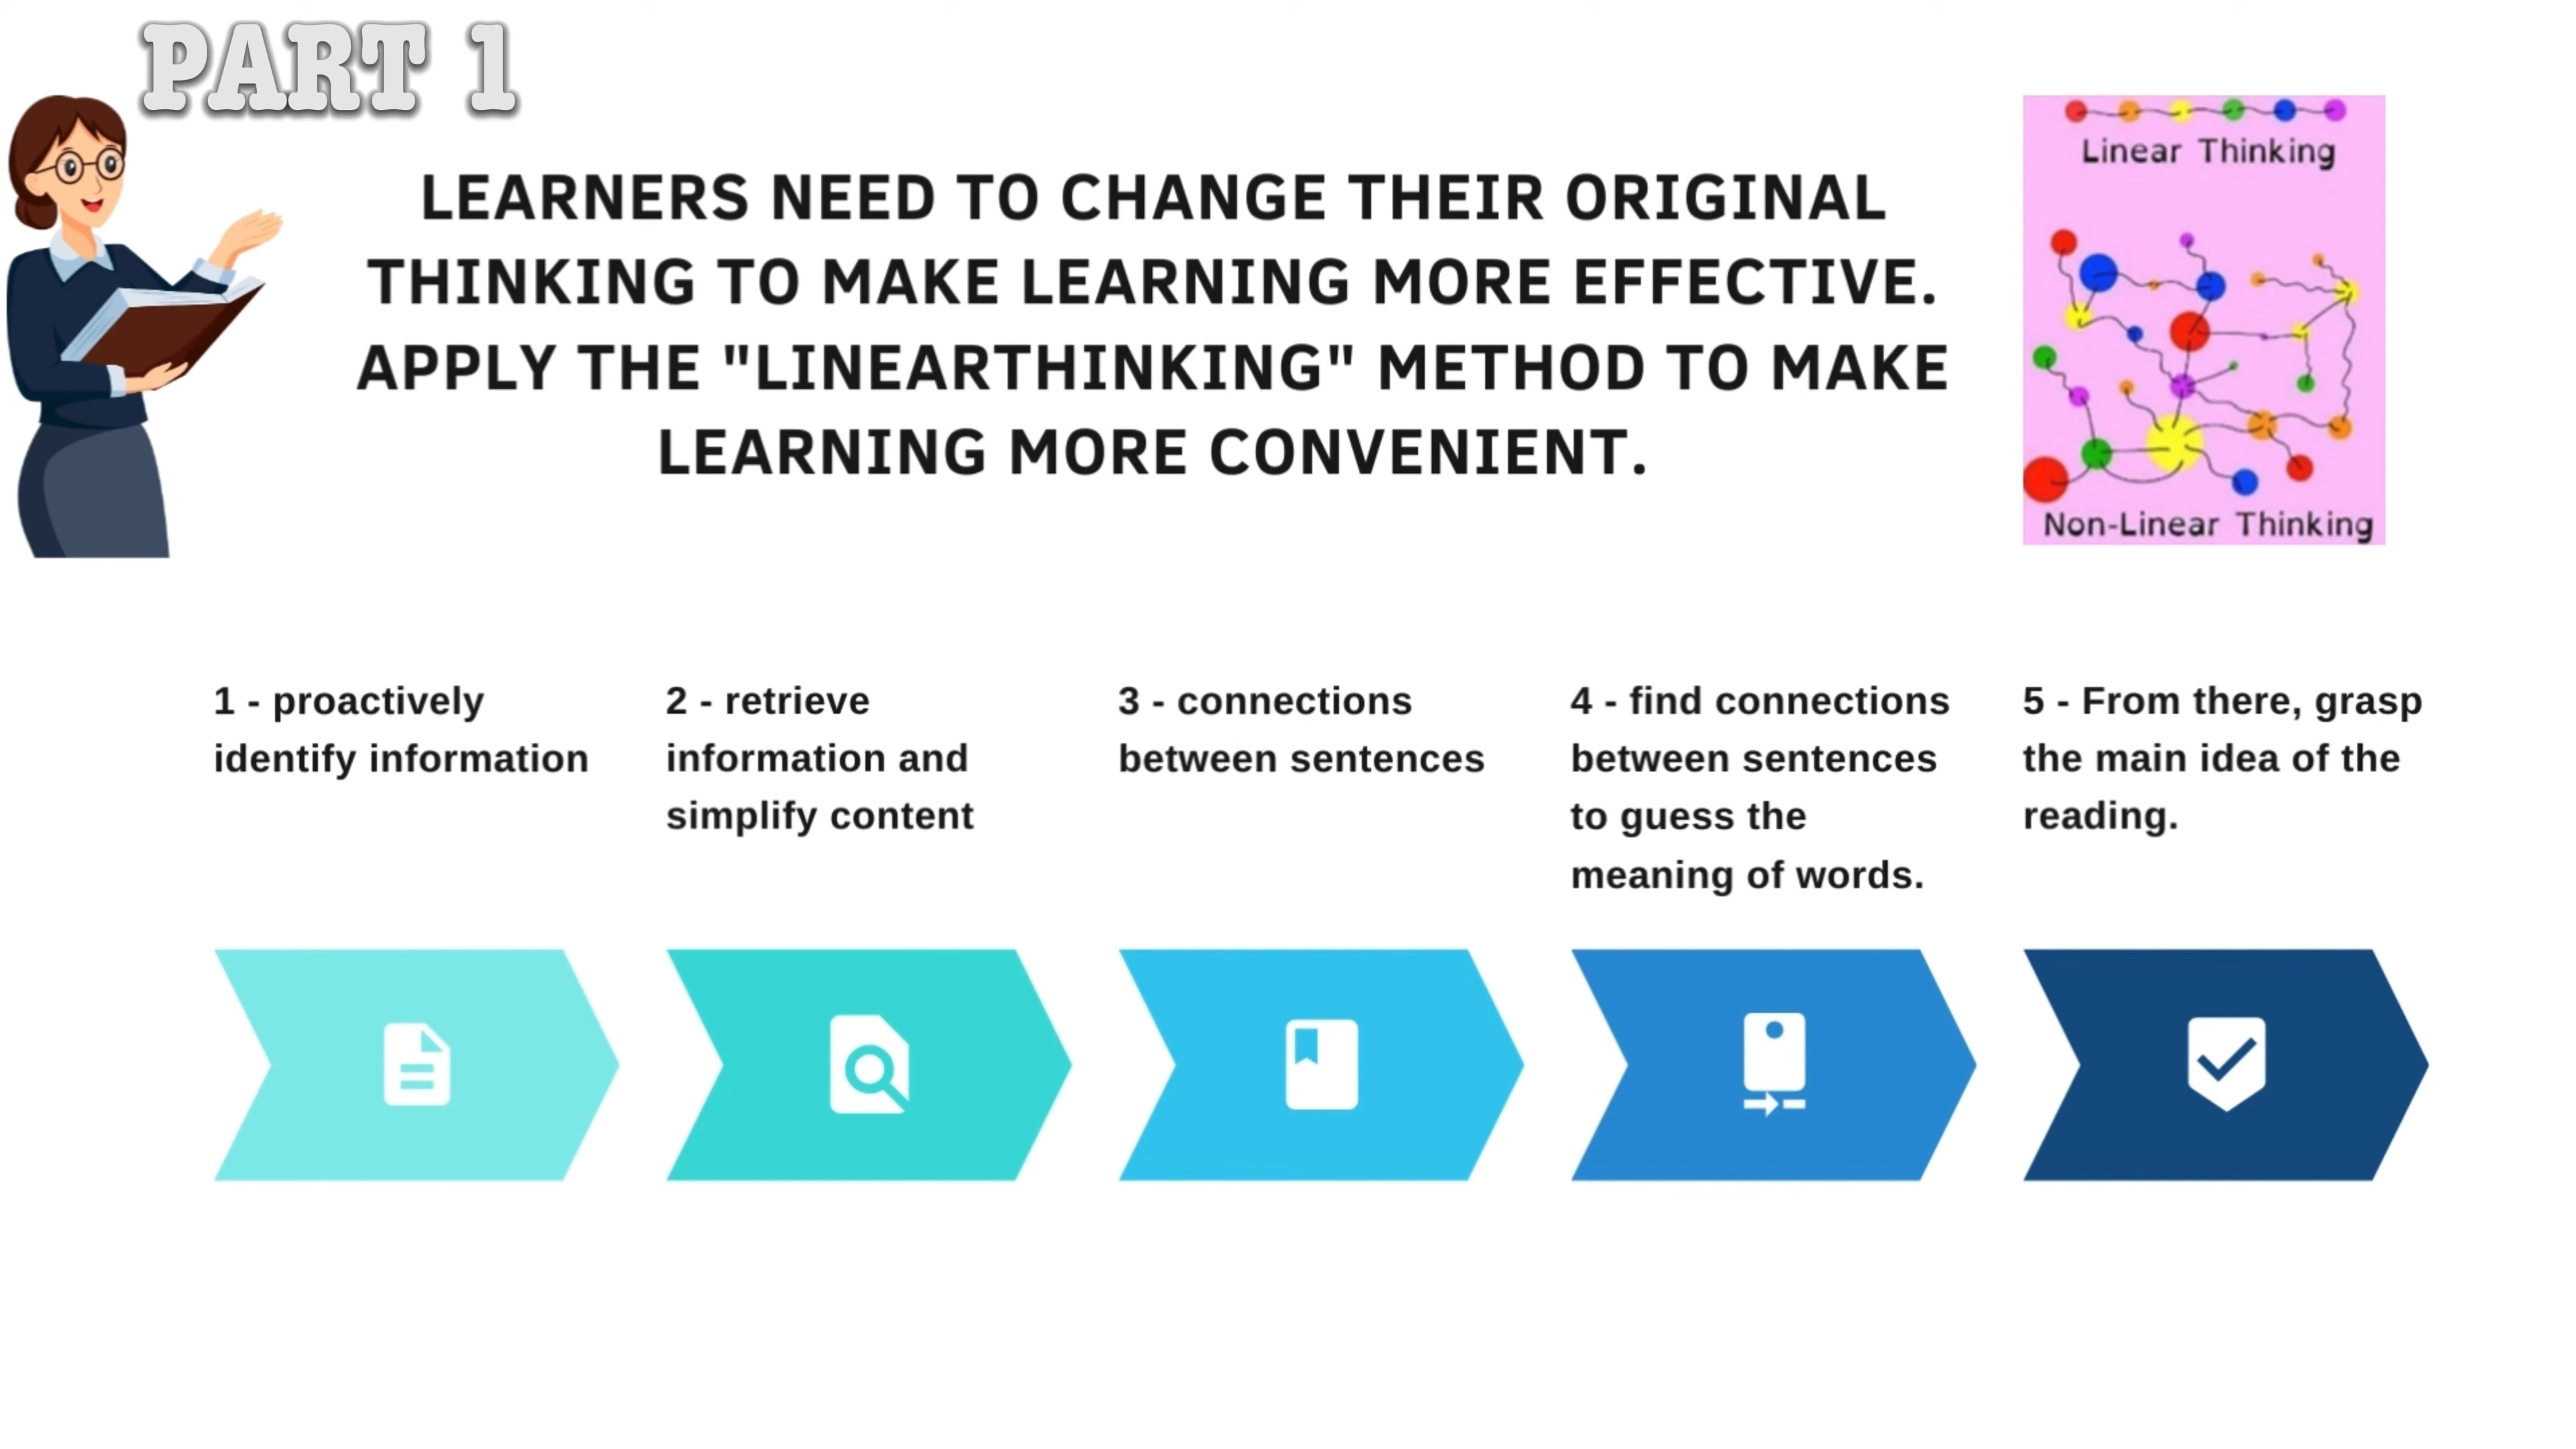 PART 1
LEARNERS NEED TO CHANGE THEIR ORIGINAL
THINKING TO MAKE LEARNING MORE EFFECTIVE.
APPLY THE "LINEARTHINKING" METHOD TO MAKE
LEARNING MORE CONVENIENT.
Linear Thinking
Non-Linear Thinking
1 - proactively
identify information
2 - retrieve
information and
simplify content
3 - connections
between sentences
4 - find connections
between sentences
to guess the
meaning of words.
5 - From there, grasp
the main idea of the
reading.